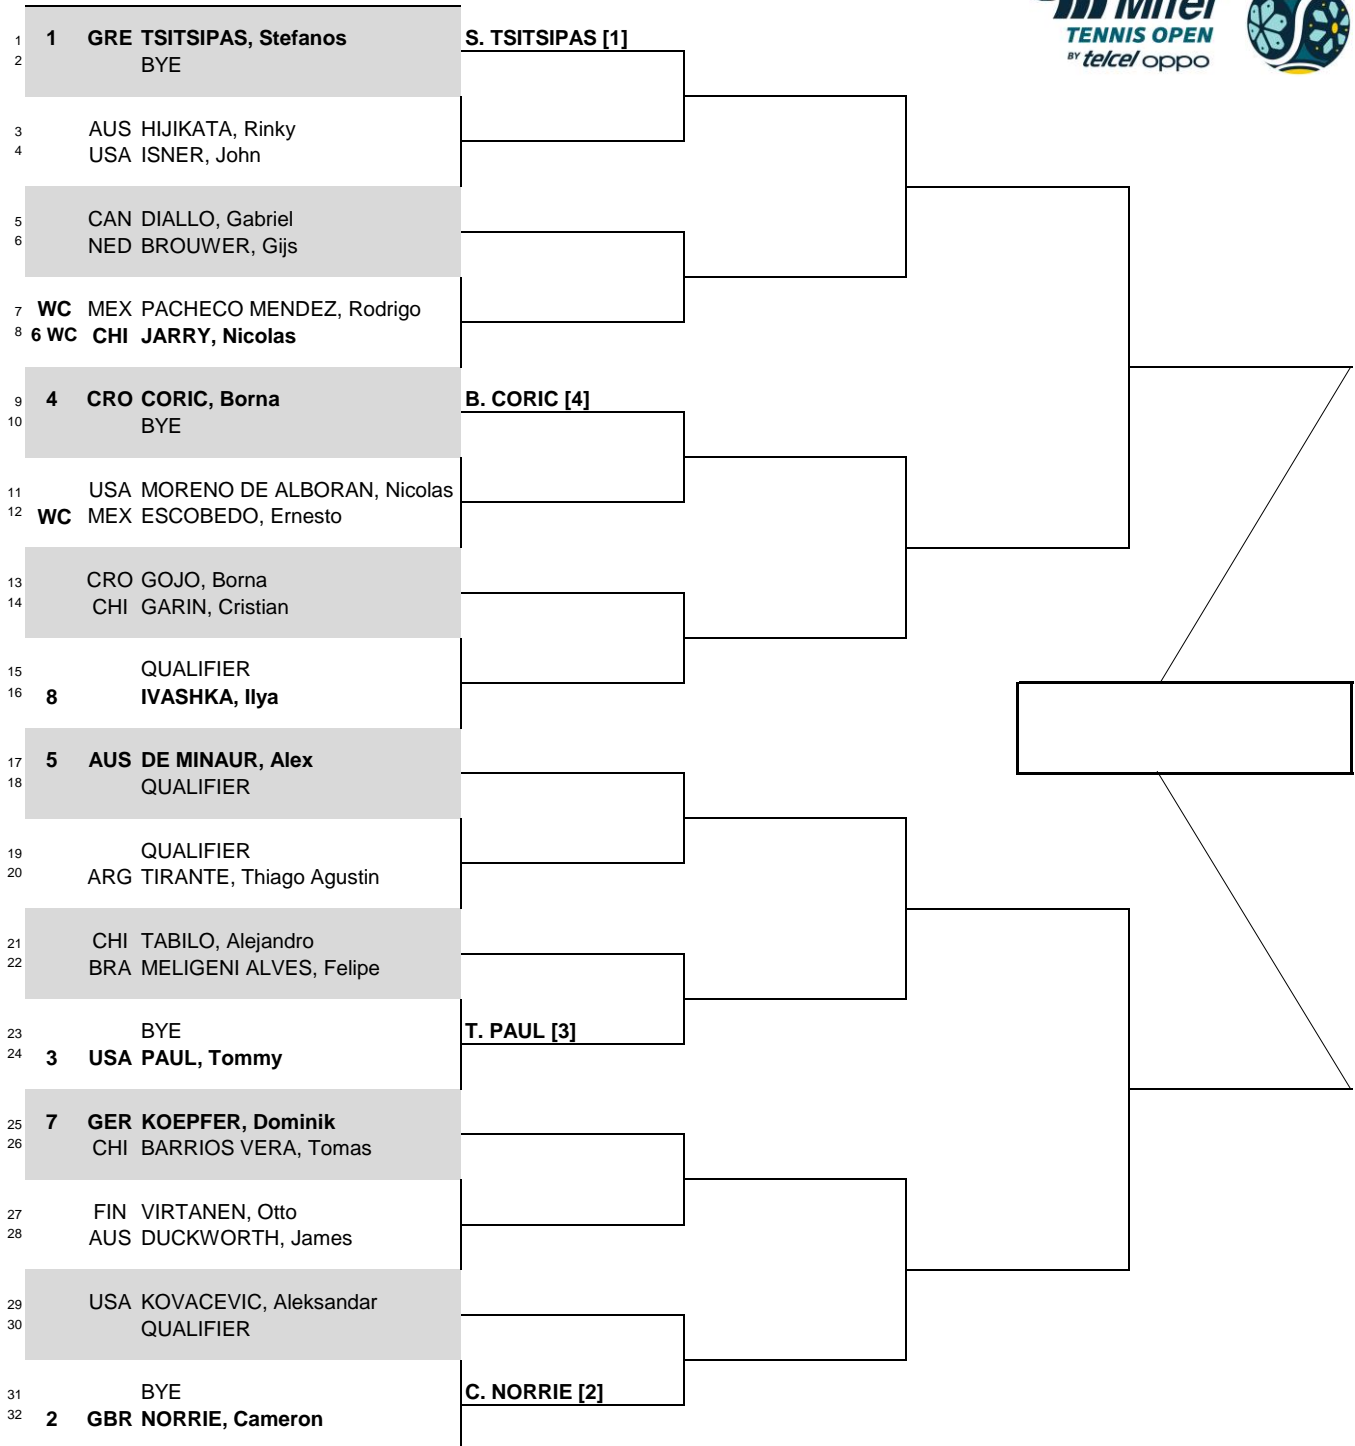 Mifel
TENNIS OPEN
BY telcel oppo
1 1 GRE TSITSIPAS, Stefanos S. TSITSIPAS [1]
2 BYE
3 AUS HIJIKATA, Rinky
4 USA ISNER, John
5 CAN DIALLO, Gabriel
6 NED BROUWER, Gijs
7 WC MEX PACHECO MENDEZ, Rodrigo
8 6 WC CHI JARRY, Nicolas
9 4 CRO CORIC, Borna B. CORIC [4]
10 BYE
11 USA MORENO DE ALBORAN, Nicolas
12 WC MEX ESCOBEDO, Ernesto
13 CRO GOJO, Borna
14 CHI GARIN, Cristian
15 QUALIFIER
16 8 IVASHKA, Ilya
17 5 AUS DE MINAUR, Alex
18 QUALIFIER
19 QUALIFIER
20 ARG TIRANTE, Thiago Agustin
21 CHI TABILO, Alejandro
22 BRA MELIGENI ALVES, Felipe
23 BYE T. PAUL [3]
24 3 USA PAUL, Tommy
25 7 GER KOEPFER, Dominik
26 CHI BARRIOS VERA, Tomas
27 FIN VIRTANEN, Otto
28 AUS DUCKWORTH, James
29 USA KOVACEVIC, Aleksandar
30 QUALIFIER
31 BYE C. NORRIE [2]
32 2 GBR NORRIE, Cameron